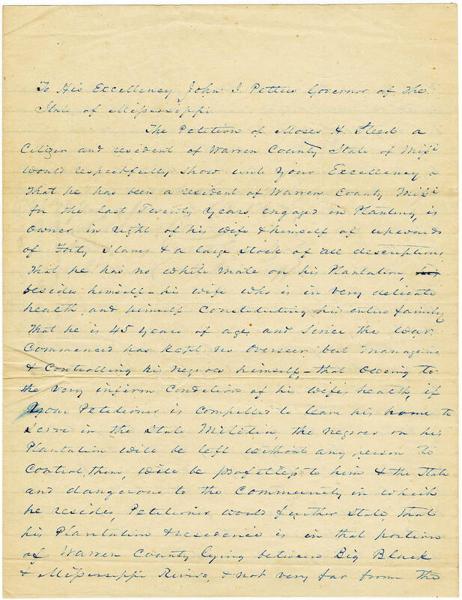 To His Excellency John J. Pettus Governor of the
State of Mississippi
The Petition of Moses H. a
Citizen and resident of Warren County State of Missi
Would respectfully show unto your Excellency
That he has been a resident of Warren County Missi
for the last Twenty Years, engaged in Planting, is
owner in right of his wife & himself of upwards
of Forty Slaves & a large stock of all descriptions
That he has no white male on his Plantation,
besides himself - his wife who is in very delicate
health, and himself Constituting his entire family
That he is 45 years of age and since the War
Commenced has kept no overseer but managing
& Controlling his negroes himself - that owing to
the very infirm Condition of his wife's health, if
your Petitioner is compelled to leave his home to
serve in the State Militia, the negroes on his
Plantation will be left without any person to
Control them, will be profitless to him & the State
and dangerous to the Community in which
he resides, Petitioner would further state, that
his Plantation & residence is in that portion
of Warren County lying between Big Black
& Mississippi Rivers, & not very far from the